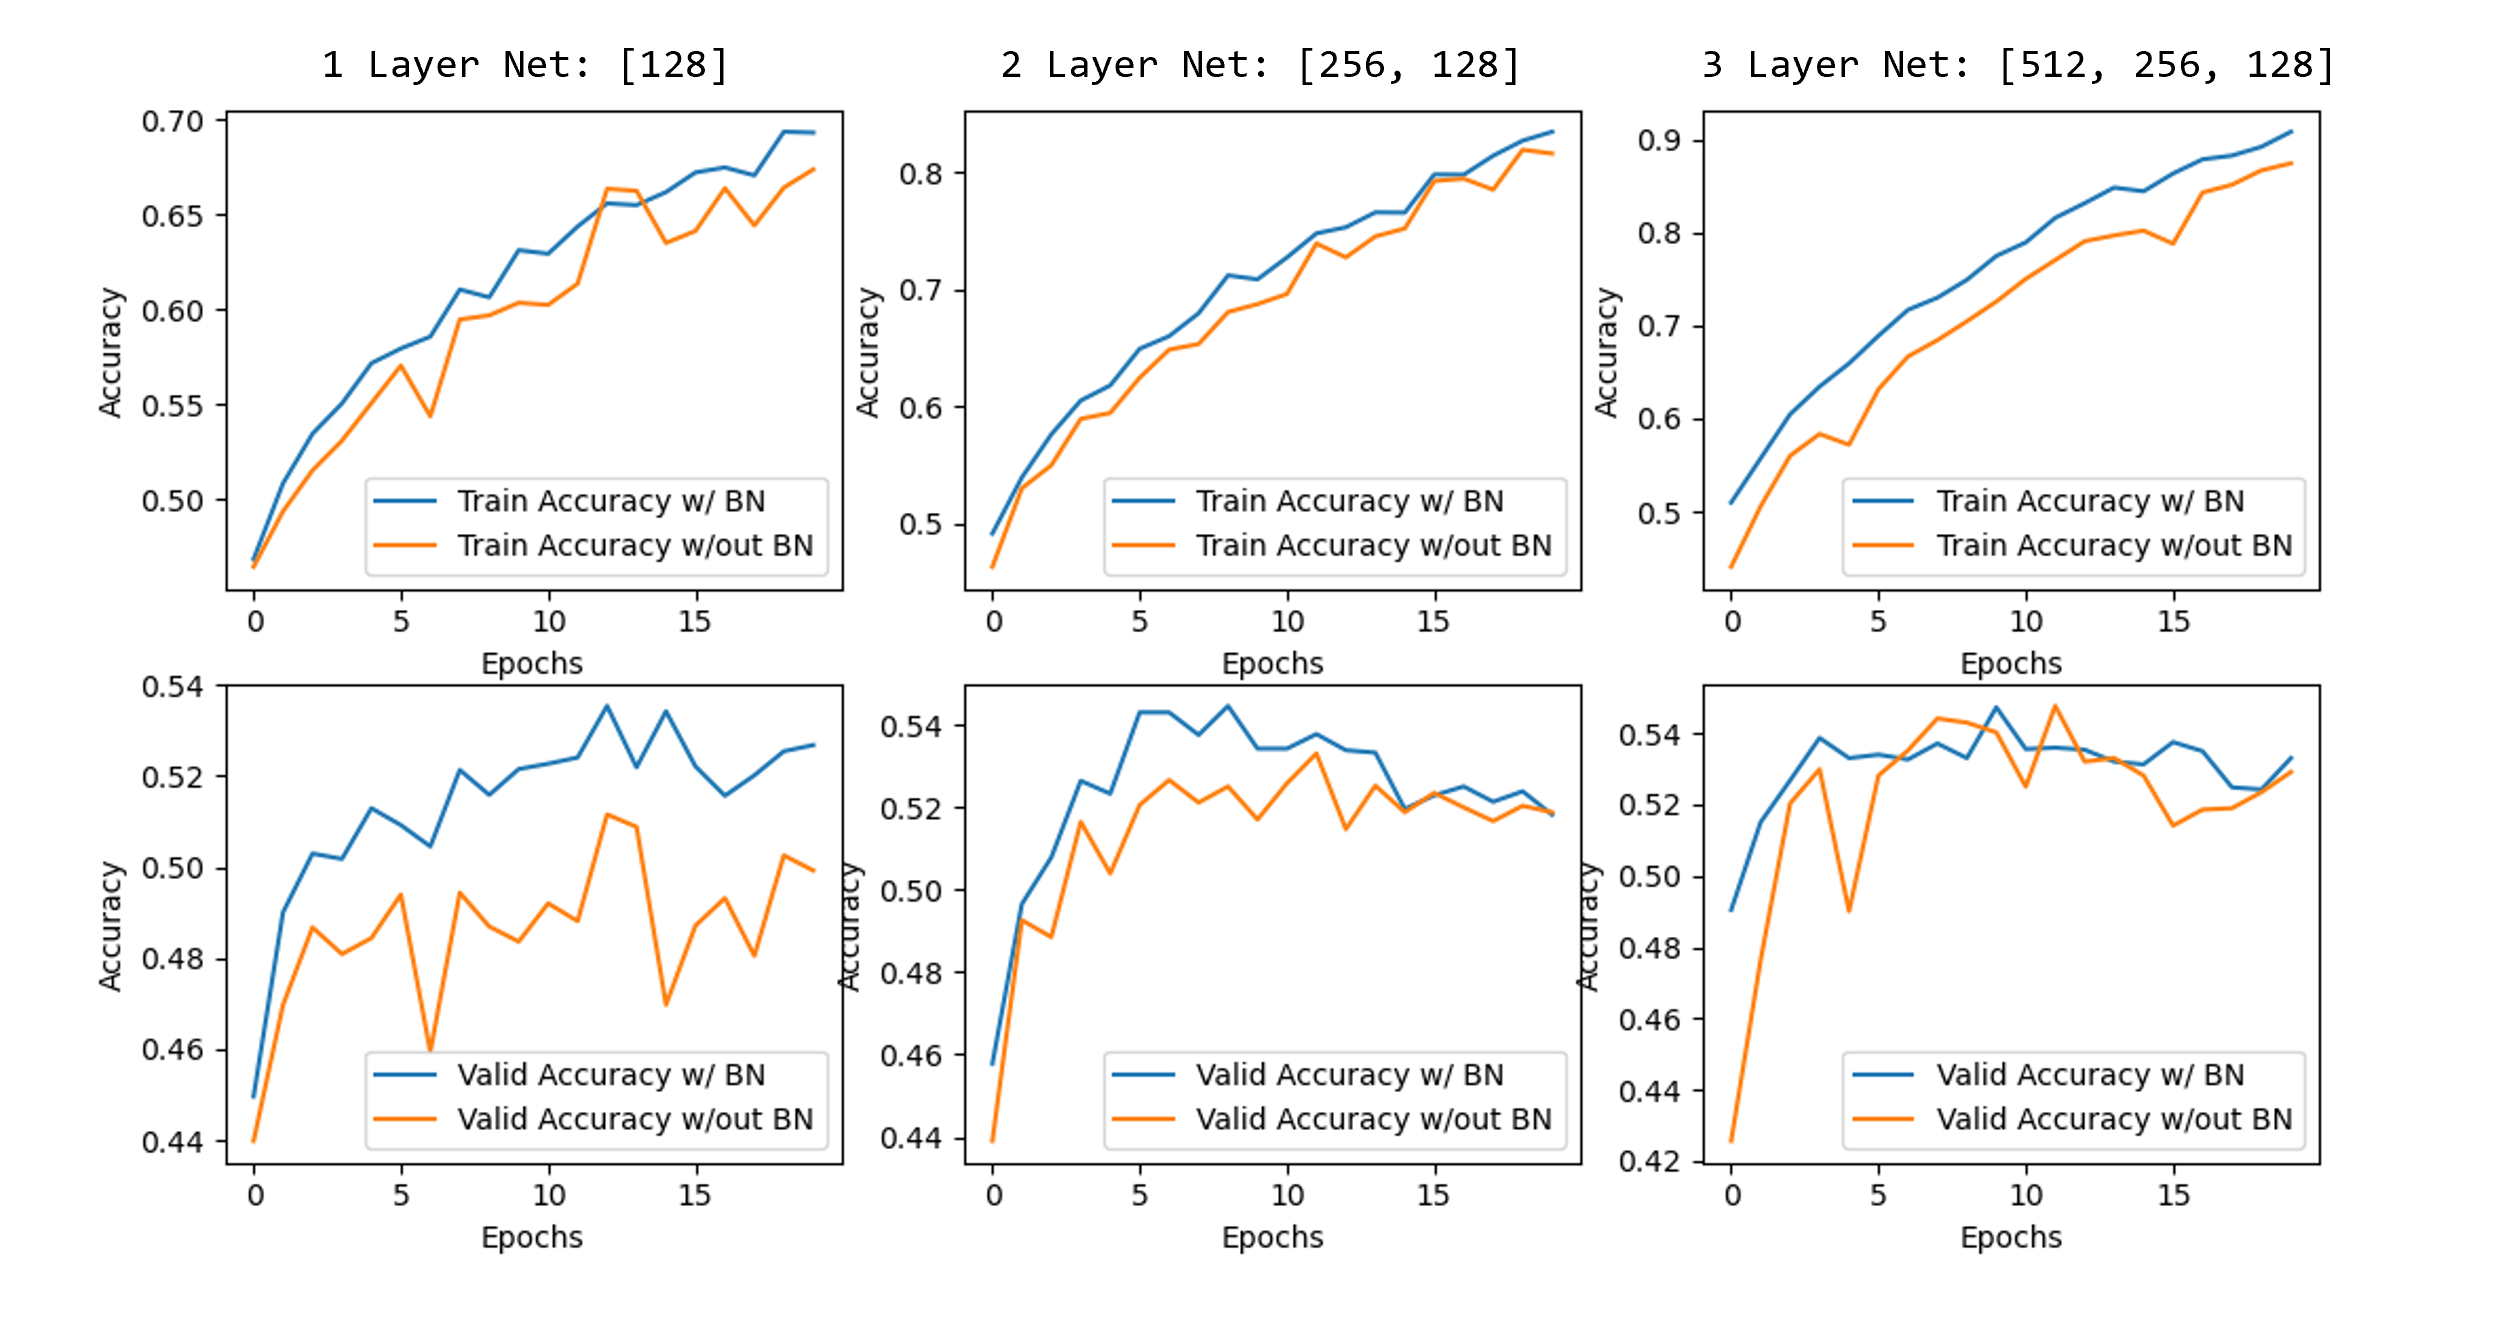 1 Layer Net: [128]
2 Layer Net: [256, 128]
3 Layer Net: [512, 256, 128]
0.70
0.65
0.60
0.55
0.50
Accuracy
Train Accuracy w/ BN
Train Accuracy w/out BN
0 5 10 15
Epochs
0.8
0.7
0.6
0.5
Accuracy
Train Accuracy w/ BN
Train Accuracy w/out BN
0 5 10 15
Epochs
0.9
0.8
0.7
0.6
0.5
Accuracy
Train Accuracy w/ BN
Train Accuracy w/out BN
0 5 10 15
Epochs
0.54
0.52
0.50
0.48
0.46
0.44
Accuracy
Valid Accuracy w/ BN
Valid Accuracy w/out BN
0 5 10 15
Epochs
0.54
0.52
0.50
0.48
0.46
0.44
Accuracy
Valid Accuracy w/ BN
Valid Accuracy w/out BN
0 5 10 15
Epochs
0.54
0.52
0.50
0.48
0.46
0.44
0.42
Accuracy
Valid Accuracy w/ BN
Valid Accuracy w/out BN
0 5 10 15
Epochs